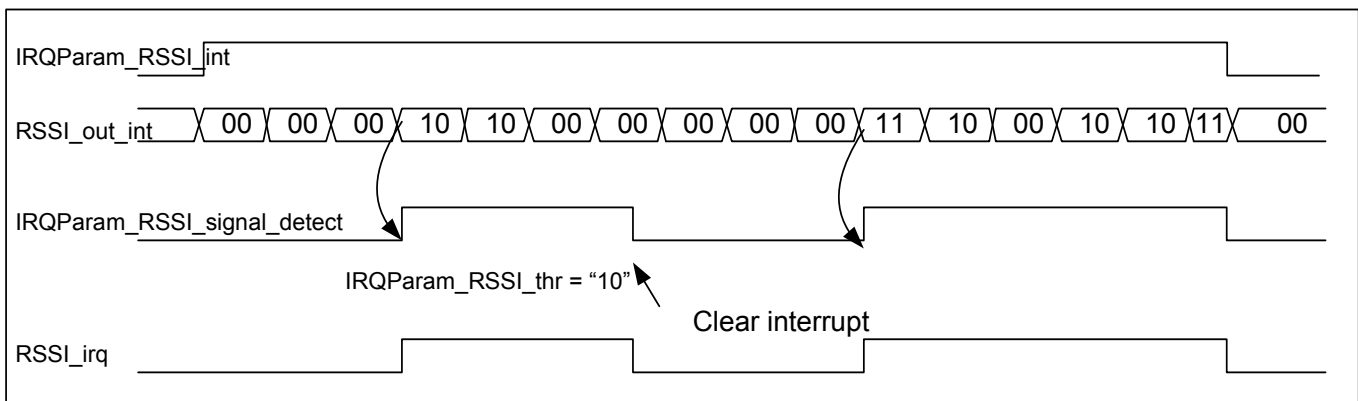 IRQParam_RSSI_int
RSSI_out_int 00 00 00 10 10 00 00 00 00 00 11 10 00 10 10 11 00
IRQParam_RSSI_signal_detect
IRQParam_RSSI_thr = “10”
Clear interrupt
RSSI_irq